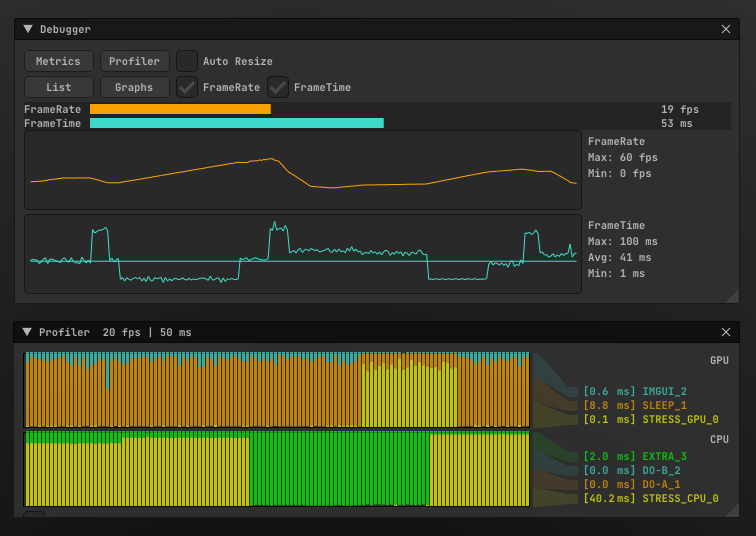 Debugger
Metrics Profiler Auto Resize
List Graphs FrameRate FrameTime
FrameRate 19 fps
FrameTime 53 ms
FrameRate
Max: 60 fps
Min: 0 fps
FrameTime
Max: 100 ms
Avg: 41 ms
Min: 1 ms
Profiler 20 fps | 50 ms
GPU
[0.6 ms] IMGUI_2
[8.8 ms] SLEEP_1
[0.1 ms] STRESS_GPU_0
CPU
[2.0 ms] EXTRA_3
[0.0 ms] DO-B_2
[0.0 ms] DO-A_1
[40.2 ms] STRESS_CPU_0